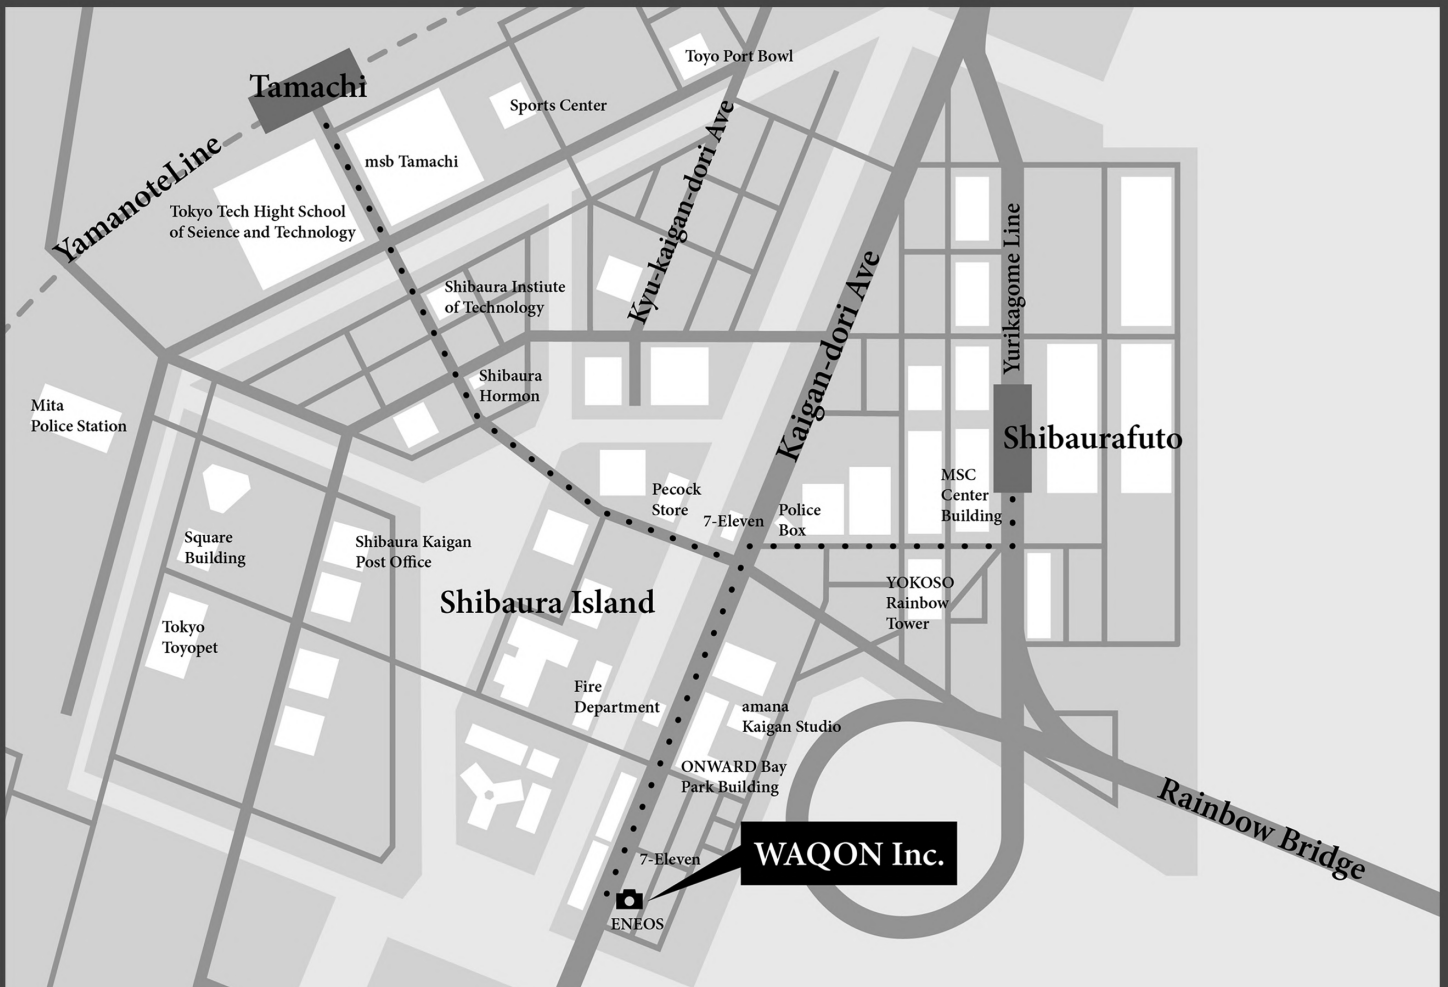 Toyo Port Bowl
Tamachi
Sports Center
Kyu-kaigan-dori Ave
msb Tamachi
YamanoteLine
Tokyo Tech Hight School
of Seience and Technology
Yurikagome Line
Kaigan-dori Ave
Shibaura Instiute
of Technology
Shibaura
Hormon
Mita
Police Station
Shibaurafuto
MSC
Center
Building
Pecock
Store
7-Eleven
Police
Box
Square
Building
Shibaura Kaigan
Post Office
YOKOSO
Rainbow
Tower
Shibaura Island
Tokyo
Toyopet
Fire
Department
amana
Kaigan Studio
ONWARD Bay
Park Building
Rainbow Bridge
WAQON Inc.
7-Eleven
ENEOS